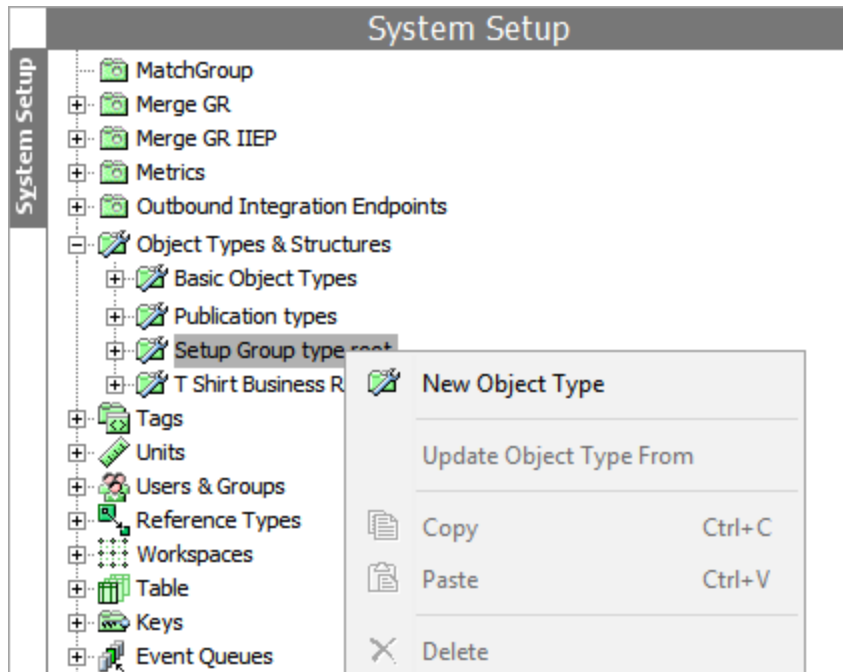 System Setup
System Setup
MatchGroup
Merge GR
Merge GR IIEP
Metrics
Outbound Integration Endpoints
Object Types & Structures
Basic Object Types
Publication types
Setup Group type root
T Shirt Business R
New Object Type
Update Object Type From
Copy Ctrl+C
Paste Ctrl+V
Delete
Tags
Units
Users & Groups
Reference Types
Workspaces
Table
Keys
Event Queues